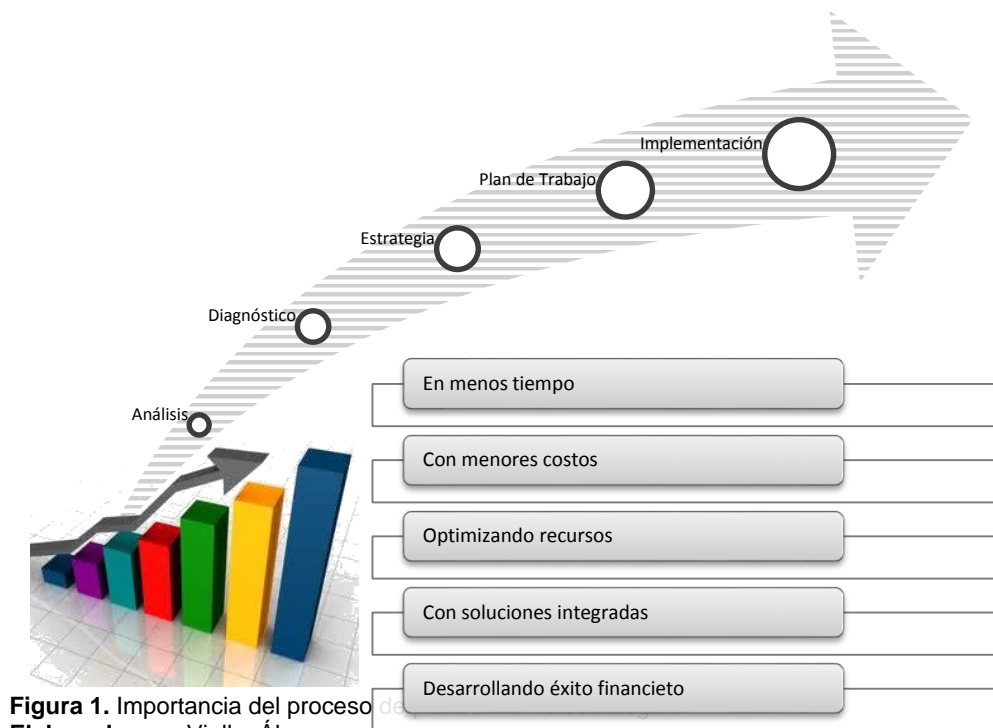 Implementación
Plan de Trabajo
Estrategia
Diagnóstico
Análisis
En menos tiempo
Con menores costos
Optimizando recursos
Con soluciones integradas
Desarrollando éxito financieto
Figura 1. Importancia del proceso